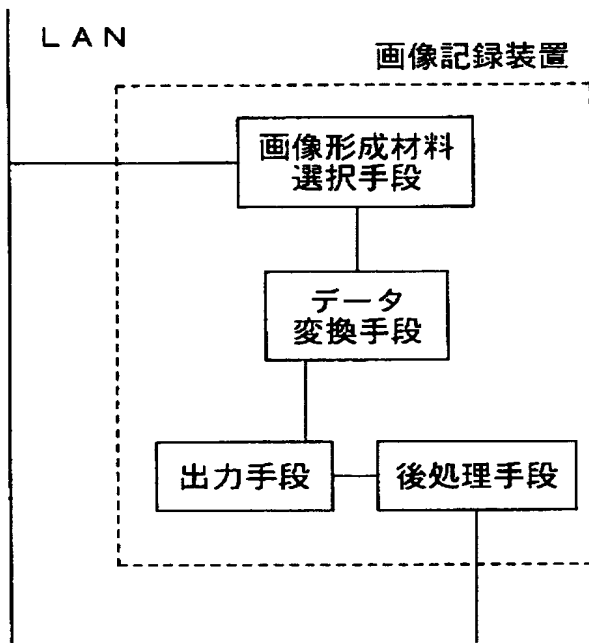 LAN
画像記録装置
画像形成材料
選択手段
データ
変換手段
出力手段
後処理手段